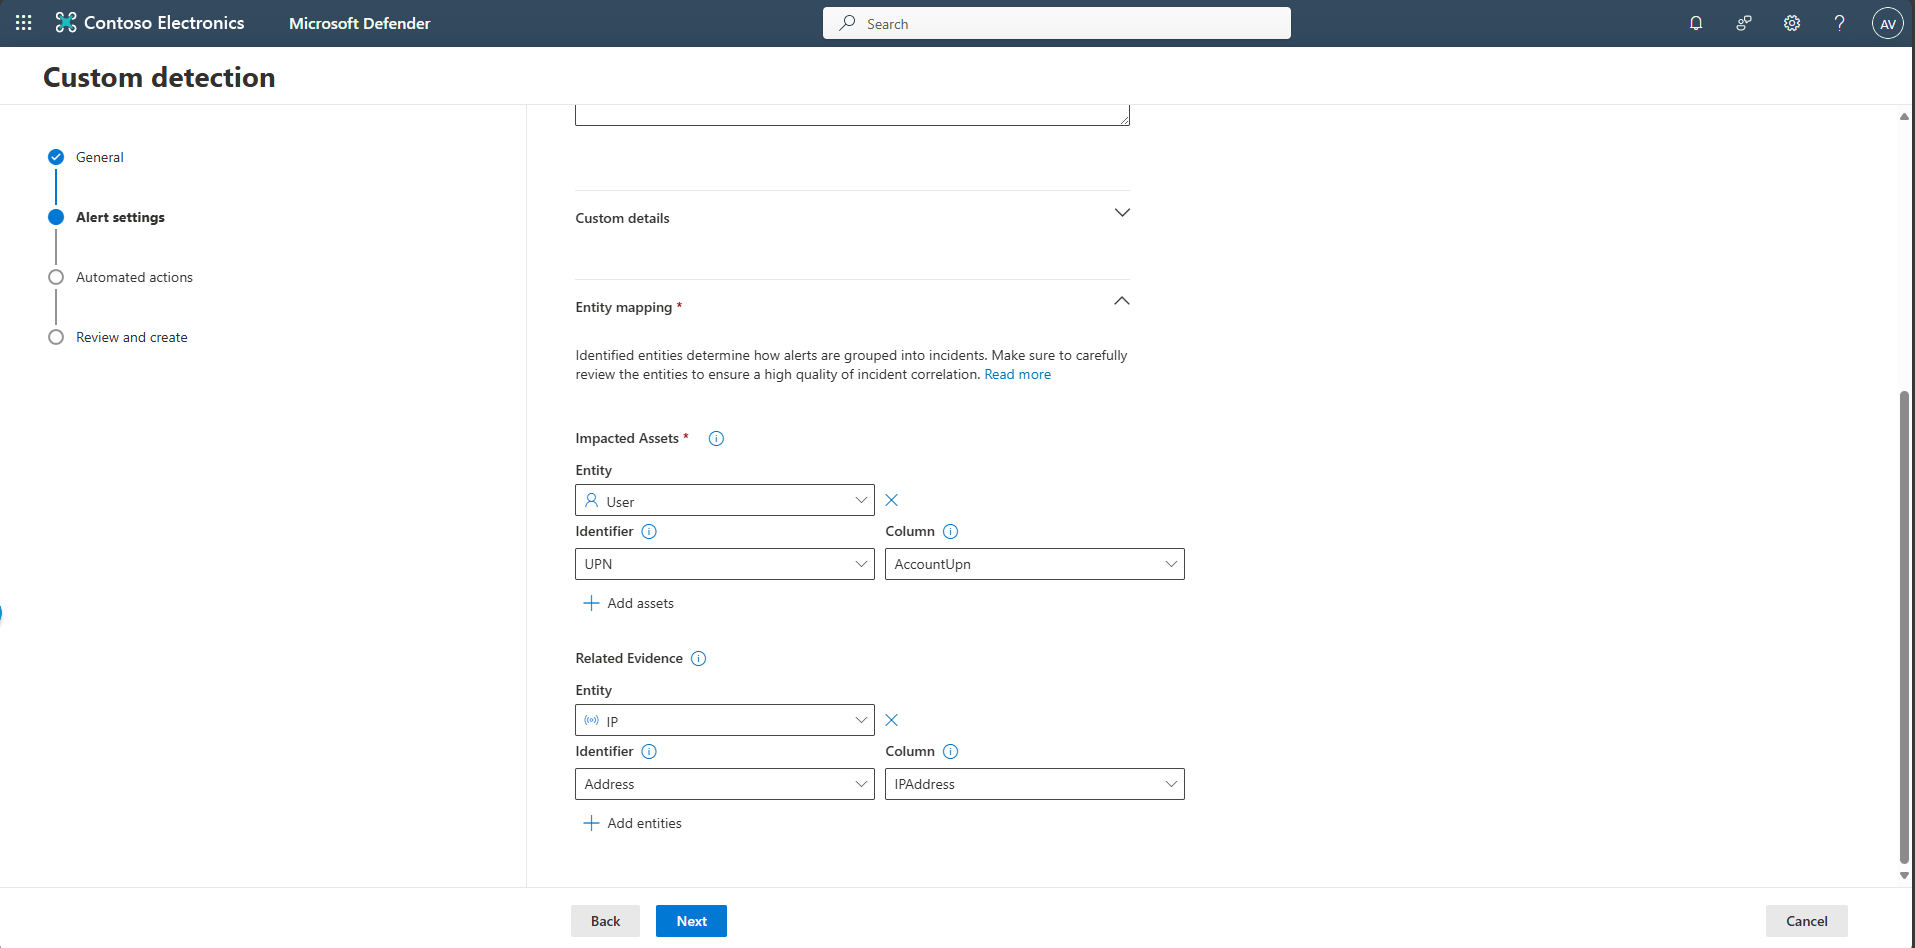 Contoso Electronics
Microsoft Defender
Search
?
AV
Custom detection
General
Alert settings
Automated actions
Review and create
Custom details
Entity mapping *
Identified entities determine how alerts are grouped into incidents. Make sure to carefully
review the entities to ensure a high quality of incident correlation. Read more
Impacted Assets *
Entity
User
Identifier Column
UPN AccountUpn
Add assets
Related Evidence
Entity
IP
Identifier Column
Address IPAddress
Add entities
Back Next Cancel